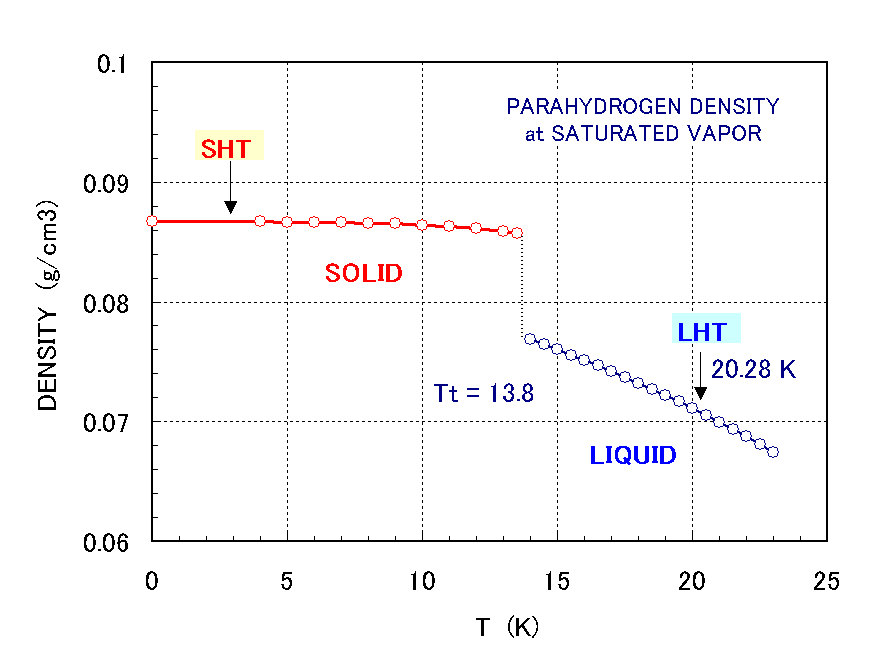 PARAHYDROGEN DENSITY
at SATURATED VAPOR
0.1
0.09
0.08
0.07
0.06
DENSITY (g/cm3)
SHT
SOLID
LHT
20.28 K
Tt = 13.8
LIQUID
0
5
10
15
20
25
T (K)